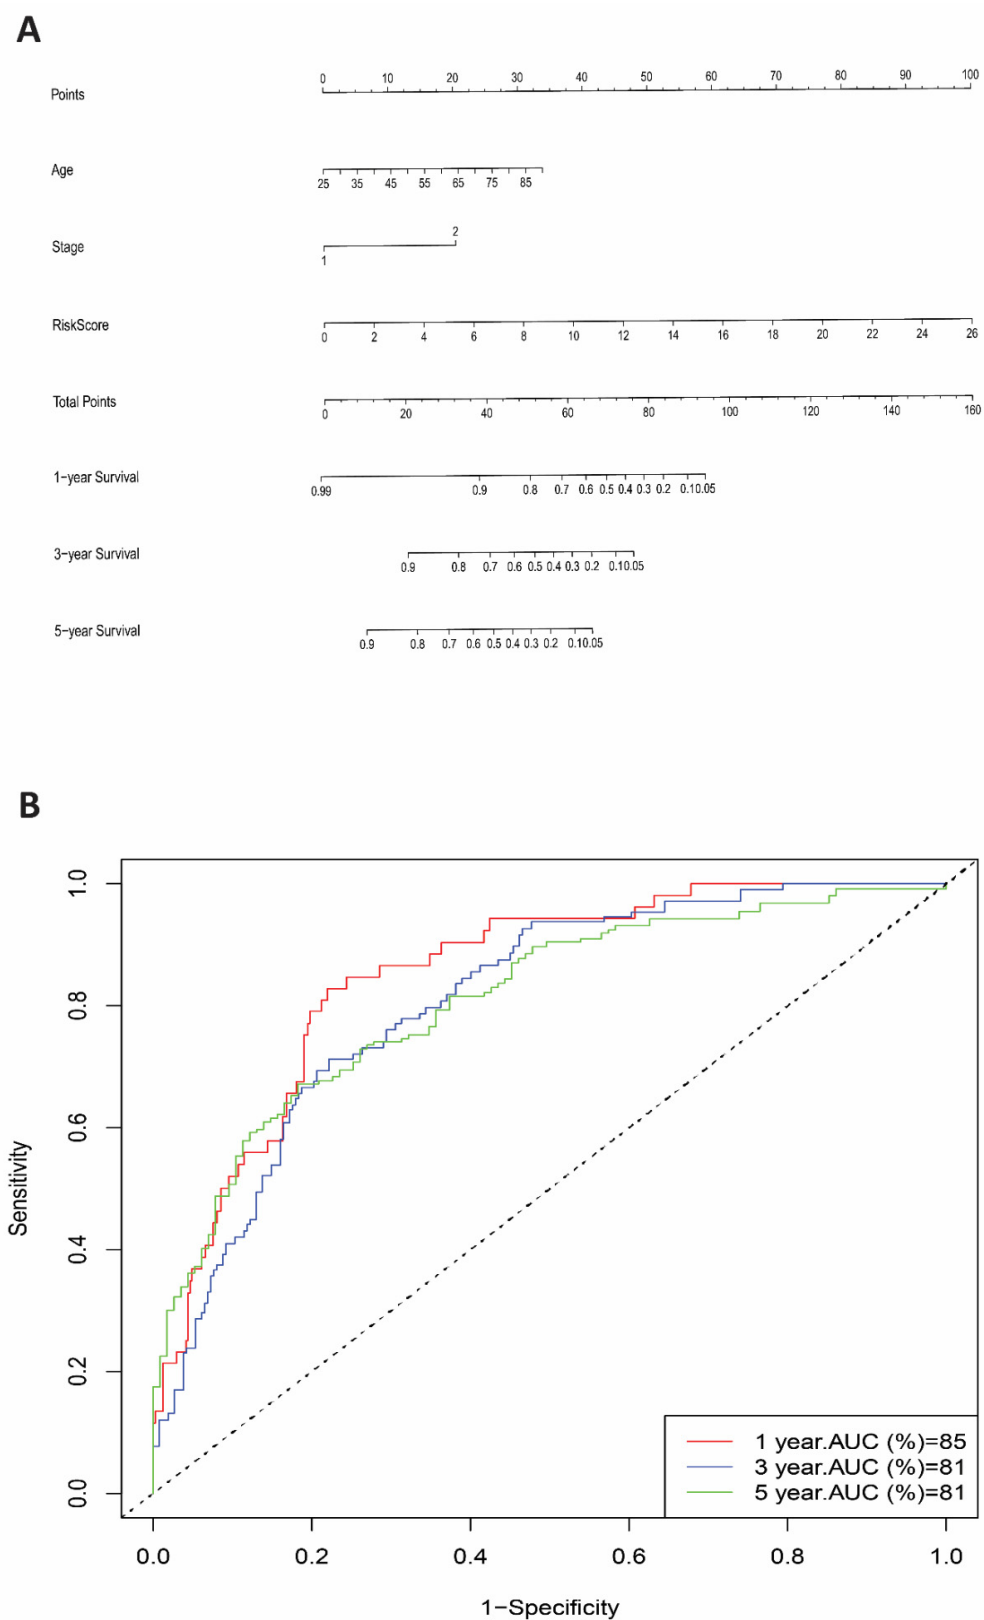 A
Points
0 10 20 30 40 50 60 70 80 90 100
Age
25 35 45 55 65 75 85
Stage
1
2
RiskScore
0 2 4 6 8 10 12 14 16 18 20 22 24 26
Total Points
0 20 40 60 80 100 120 140 160
1−year Survival
0.99 0.9 0.8 0.7 0.6 0.5 0.4 0.3 0.2 0.10.05
3−year Survival
0.9 0.8 0.7 0.6 0.5 0.4 0.3 0.2 0.10.05
5−year Survival
0.9 0.8 0.7 0.6 0.5 0.4 0.3 0.2 0.10.05
B
Sensitivity
1.0
0.8
0.6
0.4
0.2
0.0
1 year.AUC (%)=85
3 year.AUC (%)=81
5 year.AUC (%)=81
0.0 0.2 0.4 0.6 0.8 1.0
1−Specificity